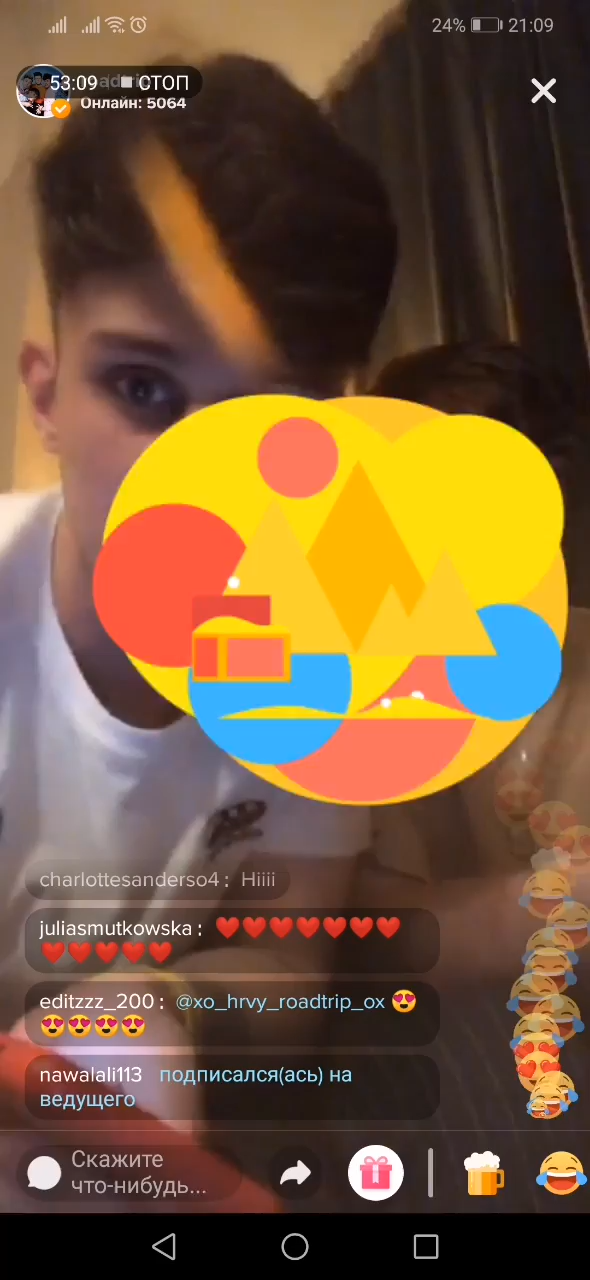 24% 21:09
53:09 СТОП
Онлайн: 5064
charlottesanderso4 : Hiiii
juliasmutkowska : ❤️❤️❤️❤️❤️❤️❤️
❤️❤️❤️❤️❤️
editzzz_200 : @xo_hrvy_roadtrip_ox 😍
😍😍😍😍
nawalali113 подписался(ась) на
ведущего
Скажите
что-нибудь...